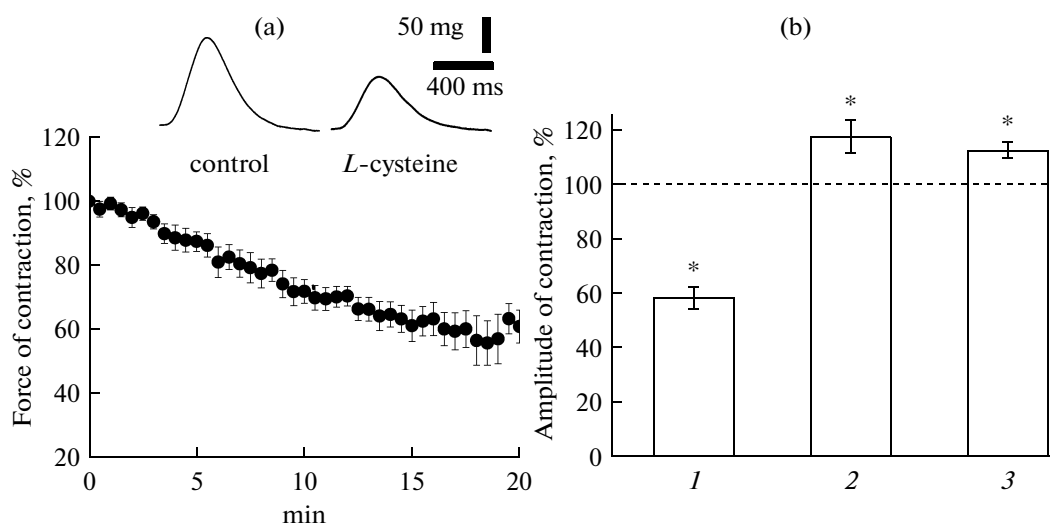 (a)
50 mg
400 ms
control
L-cysteine
Force of contraction, %
120
100
80
60
40
20
0
5
10
15
20
min
(b)
Amplitude of contraction, %
120
100
80
60
40
20
0
*
*
*
1
2
3